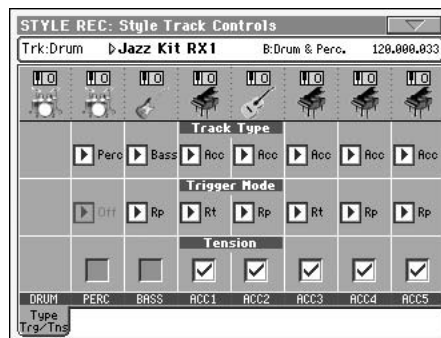 STYLE REC: Style Track Controls
Trk:Drum Jazz Kit RX1 B:Drum & Perc. 120.000.033
Track Type
Perc Bass Acc Acc Acc Acc Acc
Trigger Mode
Off Rp Rt Rp Rt Rp Rp
Tension
DRUM PERC BASS ACC1 ACC2 ACC3 ACC4 ACC5
Type
Trg/Tns